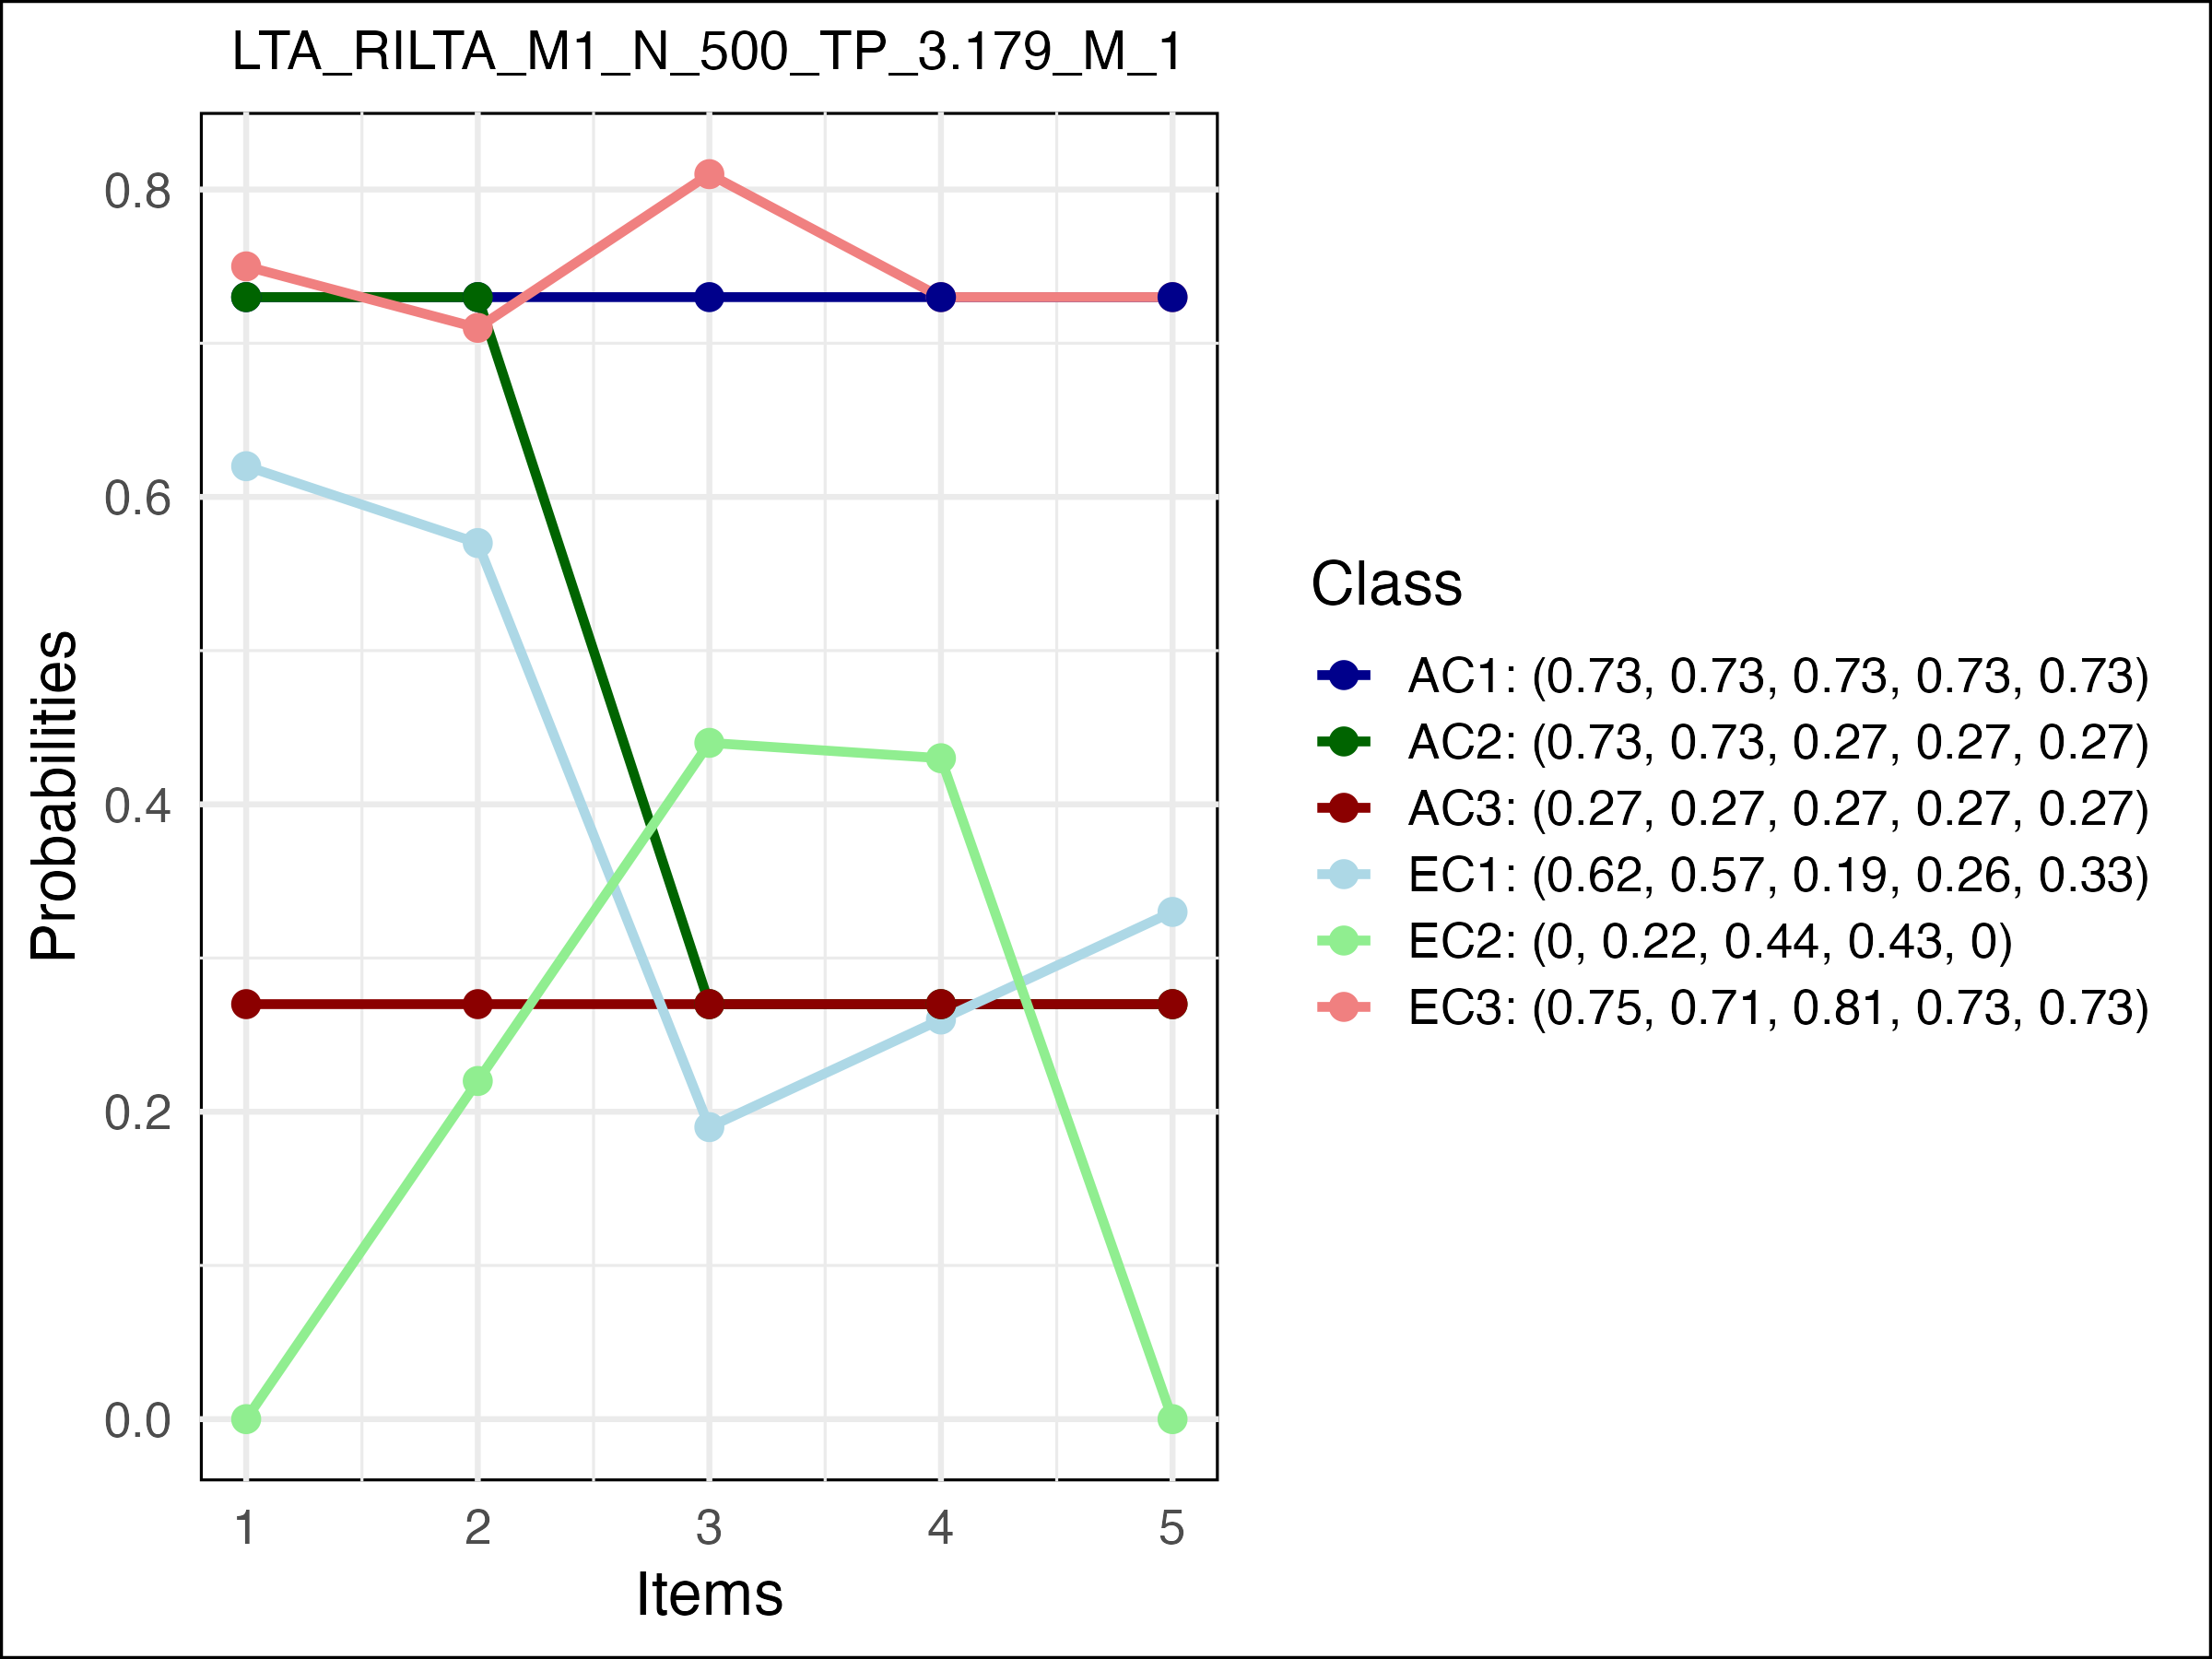 LTA_RILTA_M1_N_500_TP_3.179_M_1
Probabilities
0.8
0.6
0.4
0.2
0.0
1 2 3 4 5
Items
Class
AC1: (0.73, 0.73, 0.73, 0.73, 0.73)
AC2: (0.73, 0.73, 0.27, 0.27, 0.27)
AC3: (0.27, 0.27, 0.27, 0.27, 0.27)
EC1: (0.62, 0.57, 0.19, 0.26, 0.33)
EC2: (0, 0.22, 0.44, 0.43, 0)
EC3: (0.75, 0.71, 0.81, 0.73, 0.73)